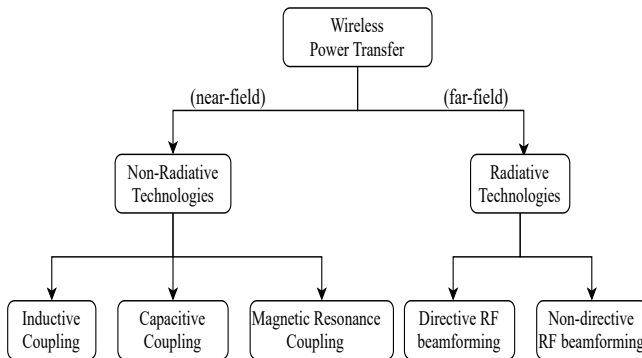 Wireless
Power Transfer
(near-field)
(far-field)
Non-Radiative
Technologies
Radiative
Technologies
Inductive
Coupling
Capacitive
Coupling
Magnetic Resonance
Coupling
Directive RF
beamforming
Non-directive
RF beamforming